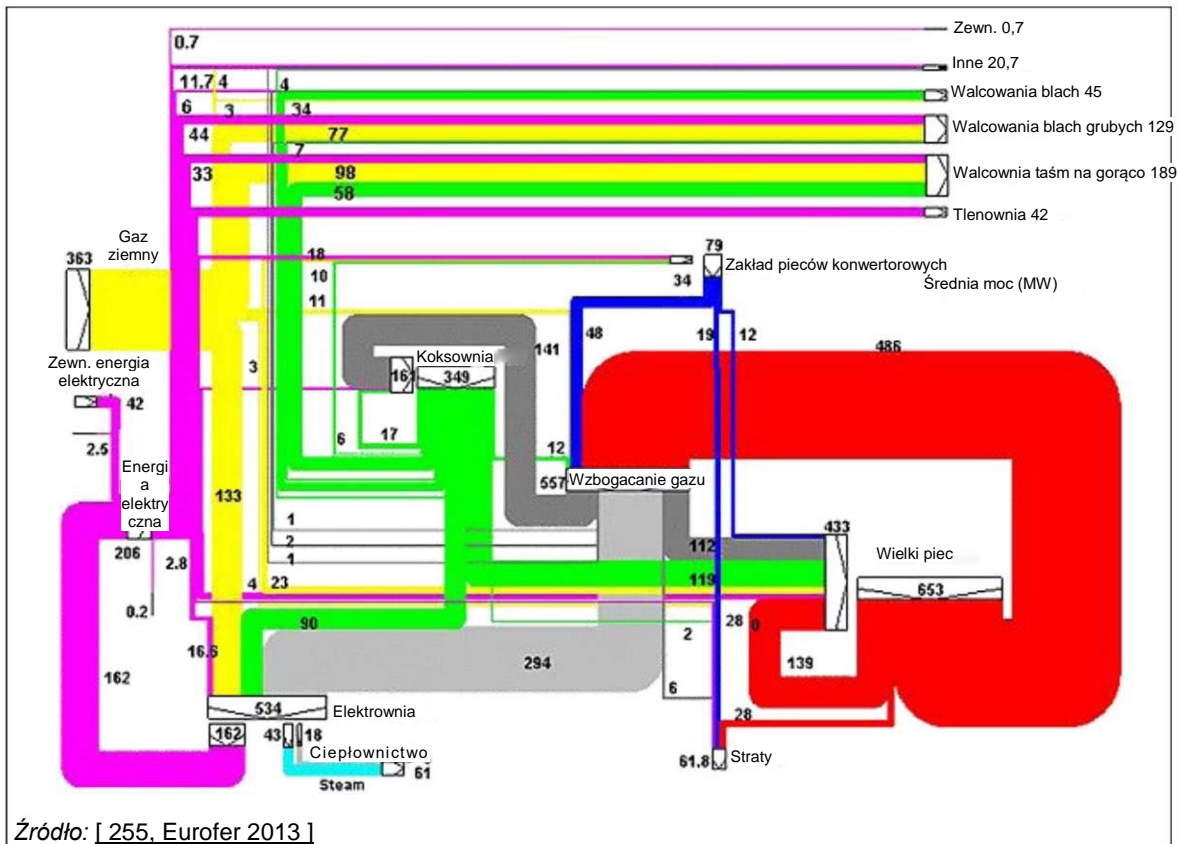 0.7
Zewn. 0,7
Inne 20,7
11.7 4 4
Walcowania blach 45
6 3 34
44 77
Walcowania blach grubych 129
7
33 98
Walcownia taśm na gorąco 189
58
Tlenownia 42
Gaz
ziemny
363
18
79
Zakład pieców konwertorowych
10
34
Średnia moc (MW)
11
48
19
12
486
141
Zewn. energia
elektryczna
3
Koksownia
161
349
42
2.5
17
6
12
Energi
a
elektry
czna
133
557
Wzbogacanie gazu
1
2
1
433
206
2.8
112
Wielki piec
4 23
119
653
0.2
90
2
28
0
16.6
162
294
139
6
28
534
Elektrownia
162
43
18
Ciepłownictwo
61
Steam
61.8
Straty
Źródło: [ 255, Eurofer 2013 ]